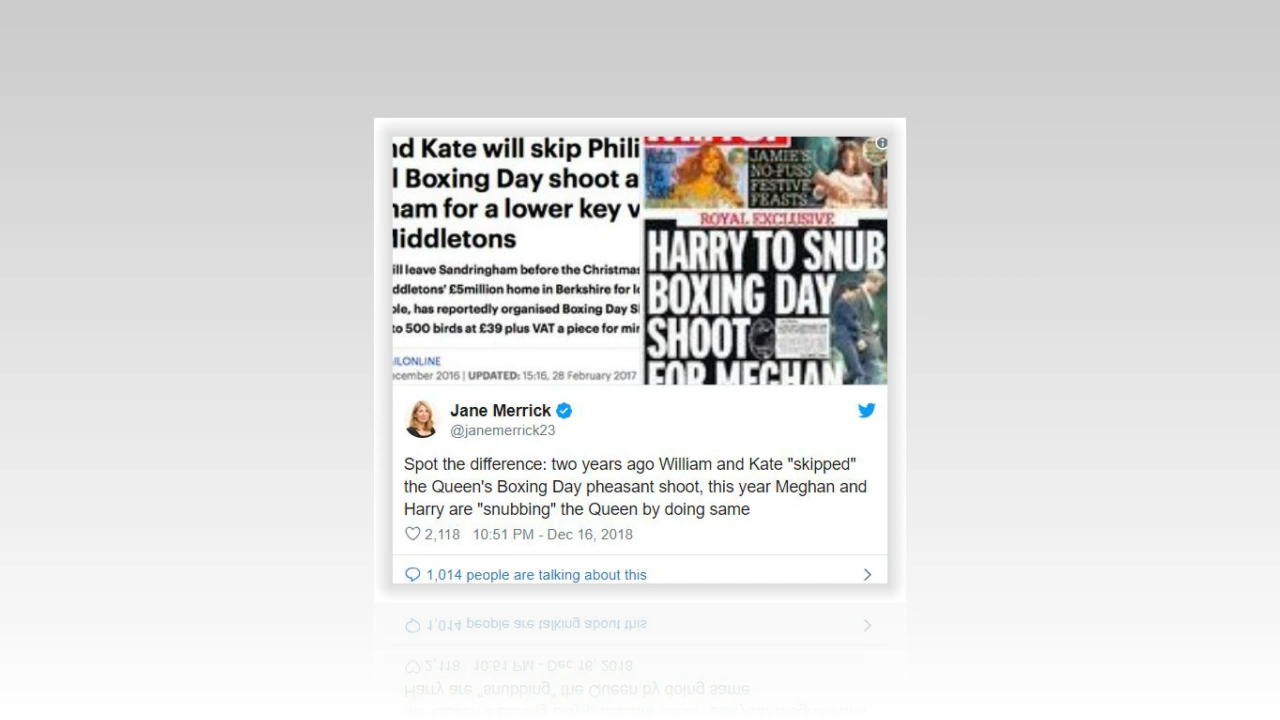 nd Kate will skip Phili
l Boxing Day shoot a
ham for a lower key v
liddletons
ill leave Sandringham before the Christmas
ddletons' £5million home in Berkshire for l
ple, has reportedly organised Boxing Day S
to 500 birds at £39 plus VAT a piece for mi
ILONLINE
cember 2016 | UPDATED: 15:16, 28 February 2017
JAMIE'S
NO-FUSS
FESTIVE
FEASTS
ROYAL EXCLUSIVE
HARRY TO SNUB
BOXING DAY
SHOOT
FOR MEGHAN
Jane Merrick
@janemerrick23
Spot the difference: two years ago William and Kate "skipped"
the Queen's Boxing Day pheasant shoot, this year Meghan and
Harry are "snubbing" the Queen by doing same
2,118 10:51 PM - Dec 16, 2018
1,014 people are talking about this